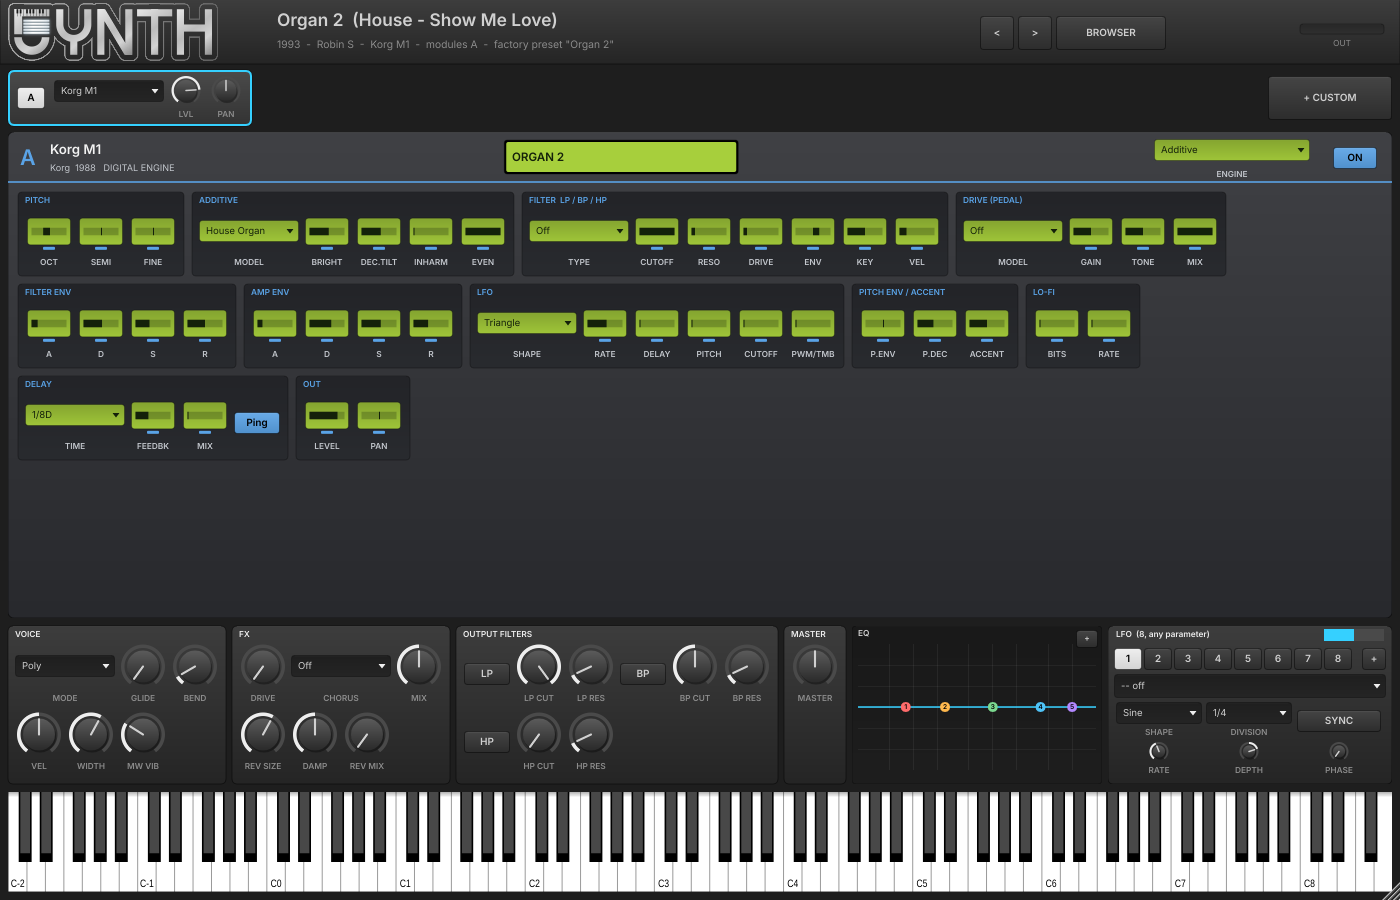 SYNTH
Organ 2 (House - Show Me Love)
1993 - Robin S - Korg M1 - modules A - factory preset "Organ 2"
< > BROWSER
OUT
A Korg M1
LVL PAN
+ CUSTOM
A Korg M1
Korg 1988 DIGITAL ENGINE
ORGAN 2
Additive
ENGINE
ON
PITCH
OCT SEMI FINE
ADDITIVE
House Organ
MODEL BRIGHT DEC.TILT INHARM EVEN
FILTER LP / BP / HP
Off
TYPE CUTOFF RESO DRIVE ENV KEY VEL
DRIVE (PEDAL)
Off
MODEL GAIN TONE MIX
FILTER ENV
A D S R
AMP ENV
A D S R
LFO
Triangle
SHAPE RATE DELAY PITCH CUTOFF PWM/TMB
PITCH ENV / ACCENT
P.ENV P.DEC ACCENT
LO-FI
BITS RATE
DELAY
1/8D
Ping
TIME FEEDBK MIX
OUT
LEVEL PAN
VOICE
Poly
MODE GLIDE BEND
VEL WIDTH MW VIB
FX
Off
DRIVE CHORUS MIX
REV SIZE DAMP REV MIX
OUTPUT FILTERS
LP BP
LP CUT LP RES BP CUT BP RES
HP
HP CUT HP RES
MASTER
MASTER
EQ +
1 2 3 4 5
LFO (8, any parameter)
1 2 3 4 5 6 7 8 +
-- off
Sine 1/4 SYNC
SHAPE DIVISION
RATE DEPTH PHASE
C-2 C-1 C0 C1 C2 C3 C4 C5 C6 C7 C8